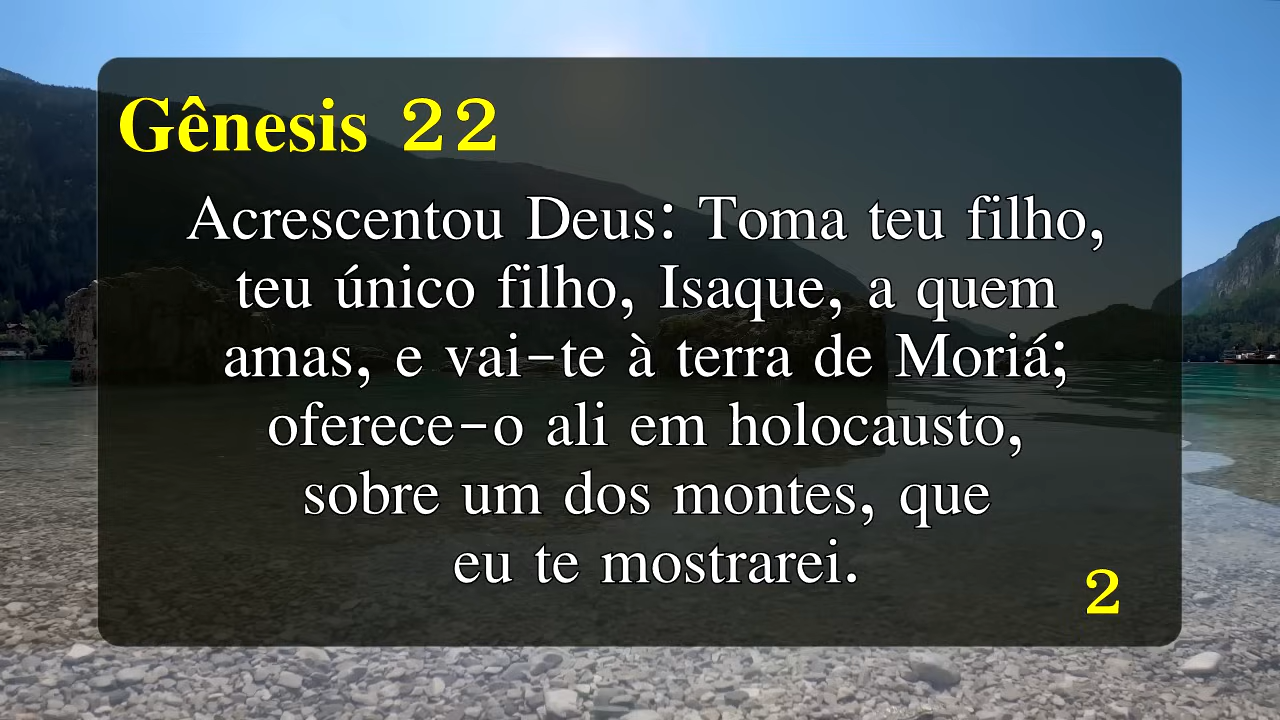 Gênesis 22
Acrescentou Deus: Toma teu filho,
teu único filho, Isaque, a quem
amas, e vai-te à terra de Moriá;
oferece-o ali em holocausto,
sobre um dos montes, que
eu te mostrarei.
2